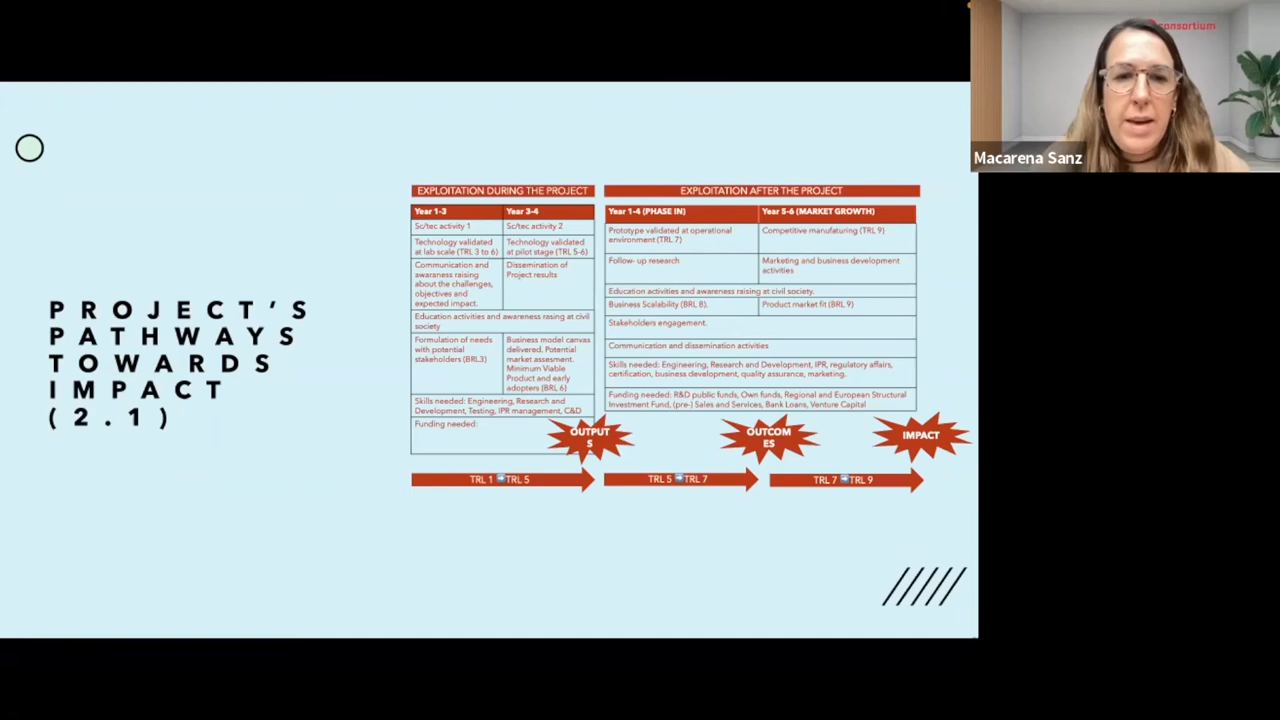 consortium
Macarena Sanz
PROJECT'S
PATHWAYS
TOWARDS
IMPACT
(2.1)
EXPLOITATION DURING THE PROJECT
Year 1-3
Year 3-4
Sc/tec activity 1
Sc/tec activity 2
Technology validated
at lab scale (TRL 3 to 6)
Technology validated
at pilot stage (TRL 5-6)
Communication and
awareness raising
about the challenges,
objectives and
expected impact.
Dissemination of
Project results
Education activities and awareness rasing at civil
society
Formulation of needs
with potential
stakeholders (BRL3)
Business model canvas
delivered. Potential
market assesment.
Minimum Viable
Product and early
adopters (BRL 6)
Skills needed: Engineering, Research and
Development, Testing, IPR management, C&D
Funding needed:
EXPLOITATION AFTER THE PROJECT
Year 1-4 (PHASE IN)
Year 5-6 (MARKET GROWTH)
Prototype validated at operational
environment (TRL 7)
Competitive manufaturing (TRL 9)
Follow- up research
Marketing and business development
activities
Education activities and awareness raising at civil society.
Business Scalability (BRL 8).
Product market fit (BRL 9)
Stakeholders engagement.
Communication and dissemination activities
Skills needed: Engineering, Research and Development, IPR, regulatory affairs,
certification, business development, quality assurance, marketing.
Funding needed: R&D public funds, Own funds, Regional and European Structural
Investment Fund, (pre-) Sales and Services, Bank Loans, Venture Capital
OUTPUT
S
OUTCOM
ES
IMPACT
TRL 1 ➡ TRL 5
TRL 5 ➡ TRL 7
TRL 7 ➡ TRL 9